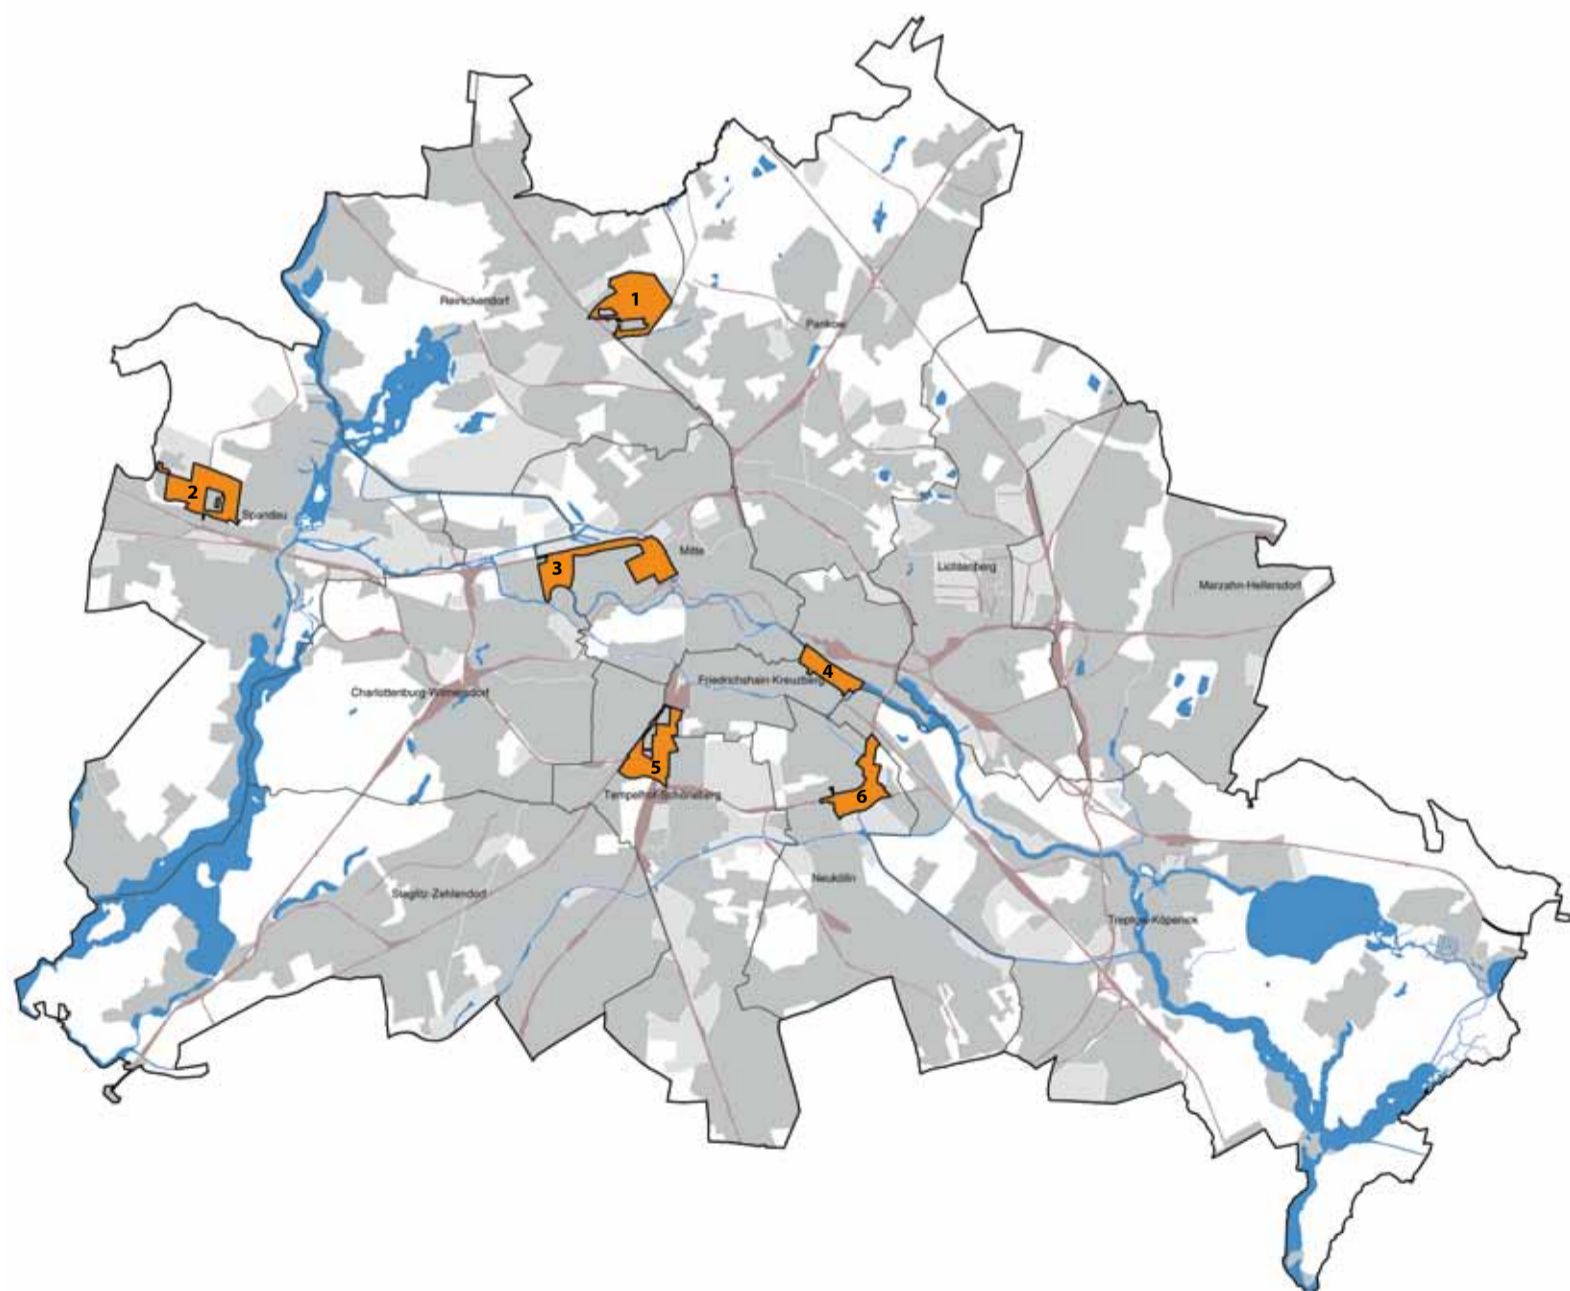 1
Reinickendorf
Pankow
2
Spandau
3
Mitte
Lichtenberg
Marzahn-Hellersdorf
4
Friedrichshain-Kreuzberg
Charlottenburg-Wilmersdorf
5
Tempelhof-Schöneberg
6
Neukölln
Steglitz-Zehlendorf
Treptow-Köpenick